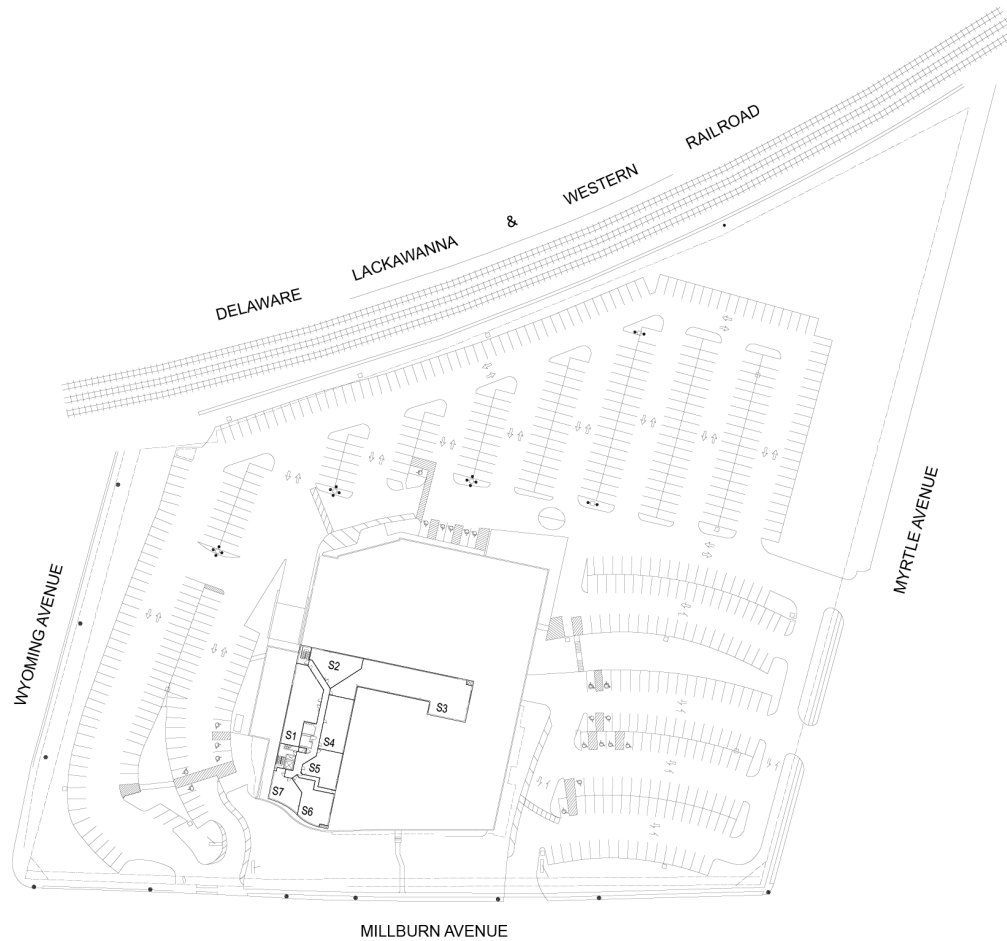 DELAWARE LACKAWANNA & WESTERN RAILROAD
WYOMING AVENUE
MYRTLE AVENUE
S2
S3
S1
S4
S5
S7
S6
MILLBURN AVENUE